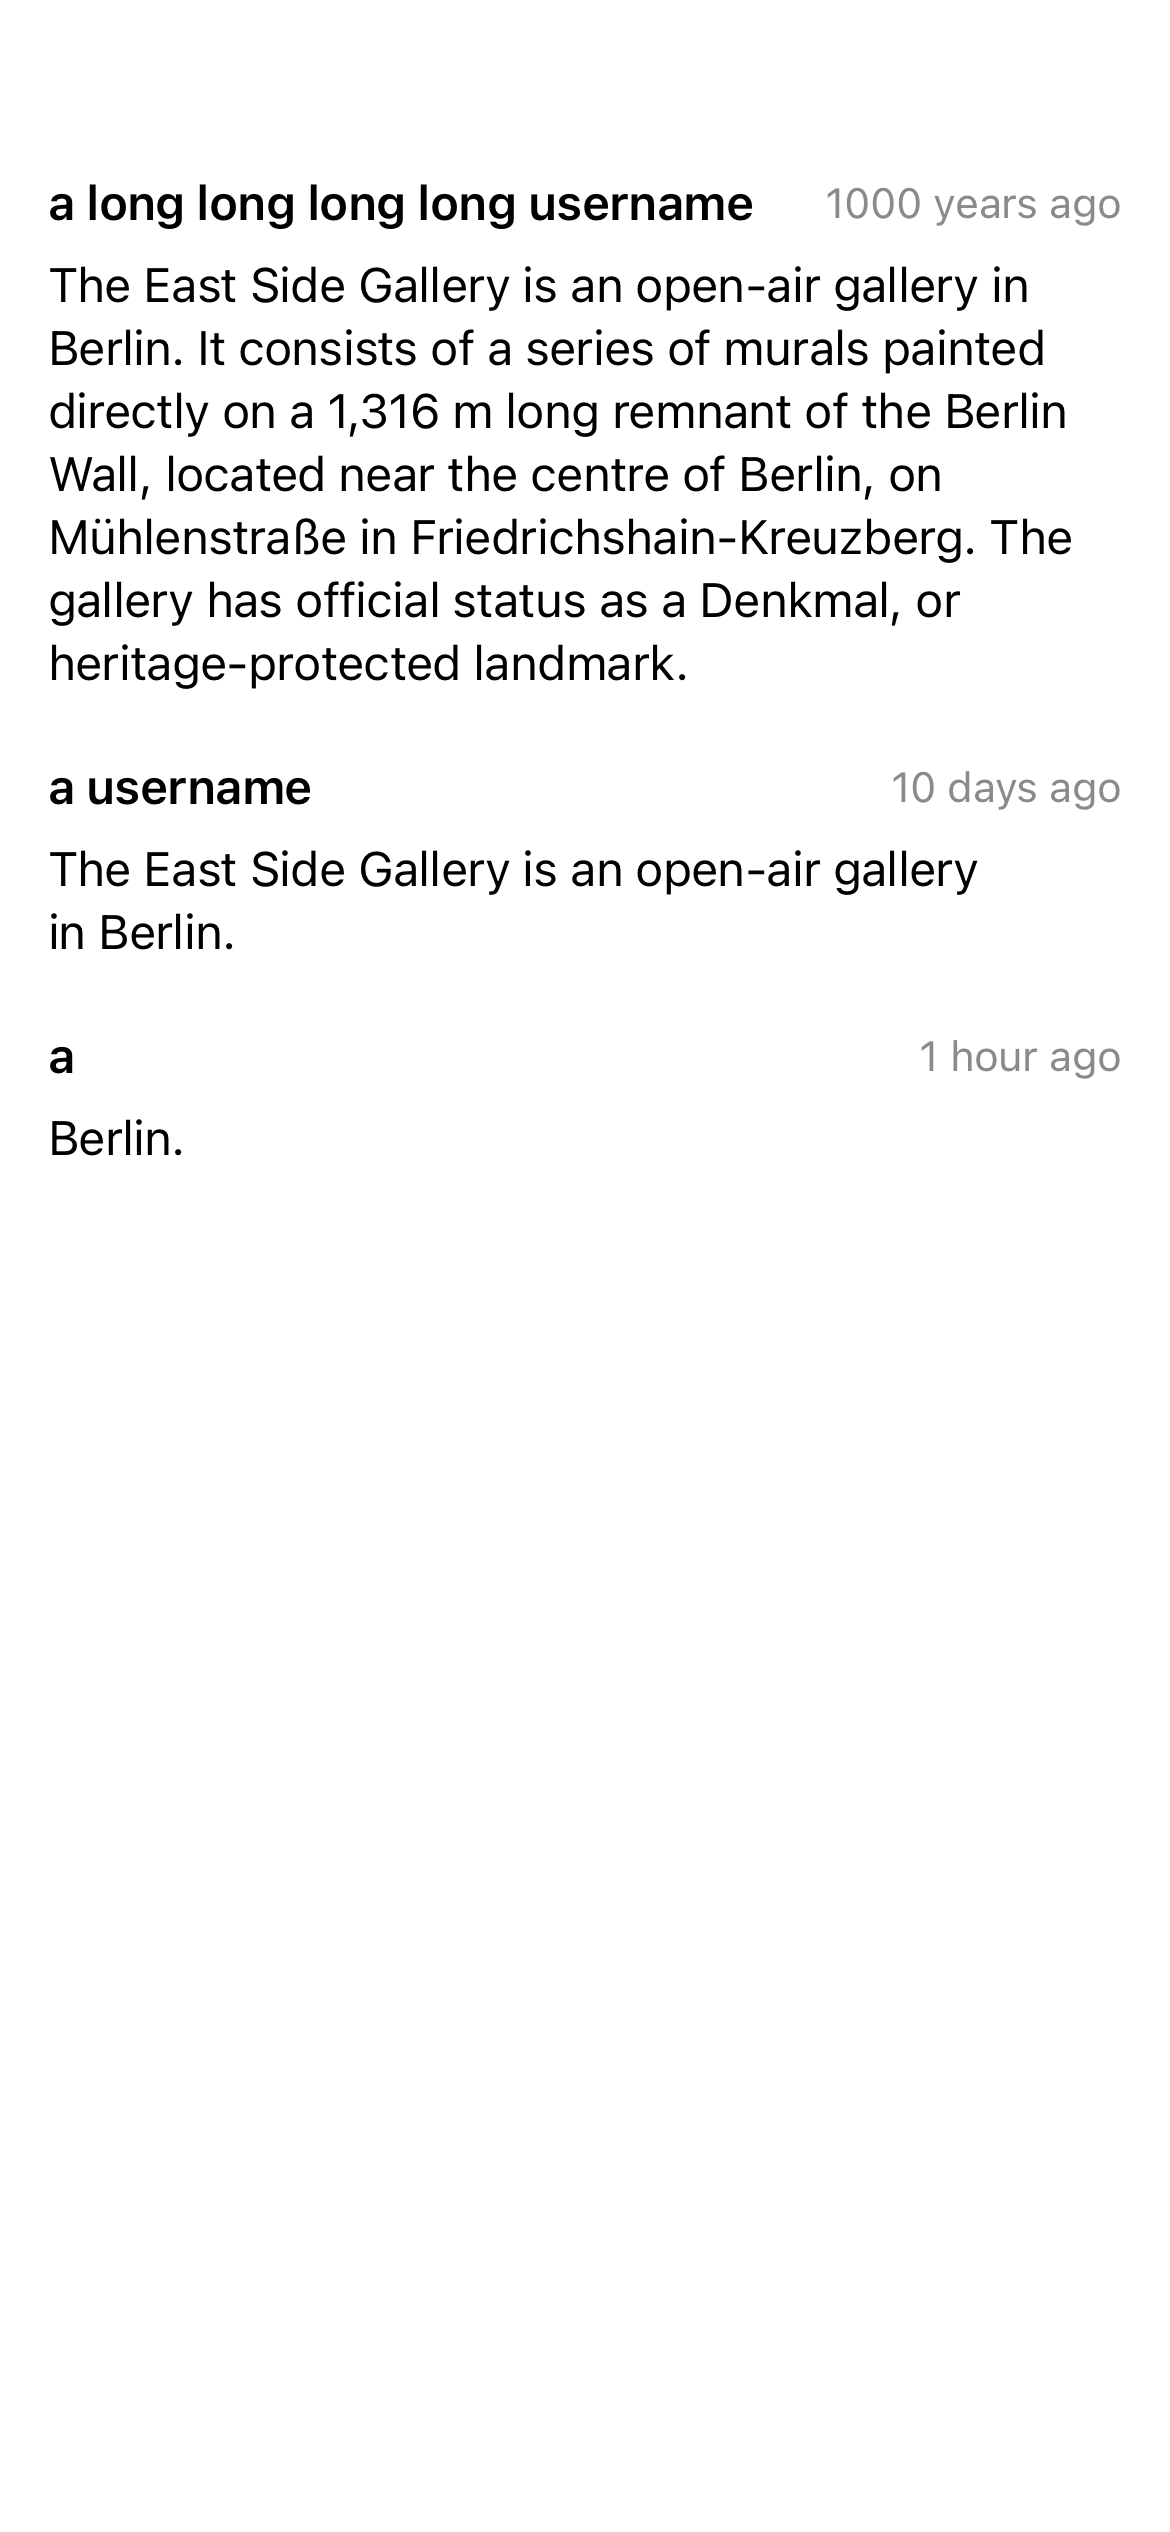 a long long long long username 1000 years ago
The East Side Gallery is an open-air gallery in
Berlin. It consists of a series of murals painted
directly on a 1,316 m long remnant of the Berlin
Wall, located near the centre of Berlin, on
Mühlenstraße in Friedrichshain-Kreuzberg. The
gallery has official status as a Denkmal, or
heritage-protected landmark.
a username 10 days ago
The East Side Gallery is an open-air gallery
in Berlin.
a 1 hour ago
Berlin.